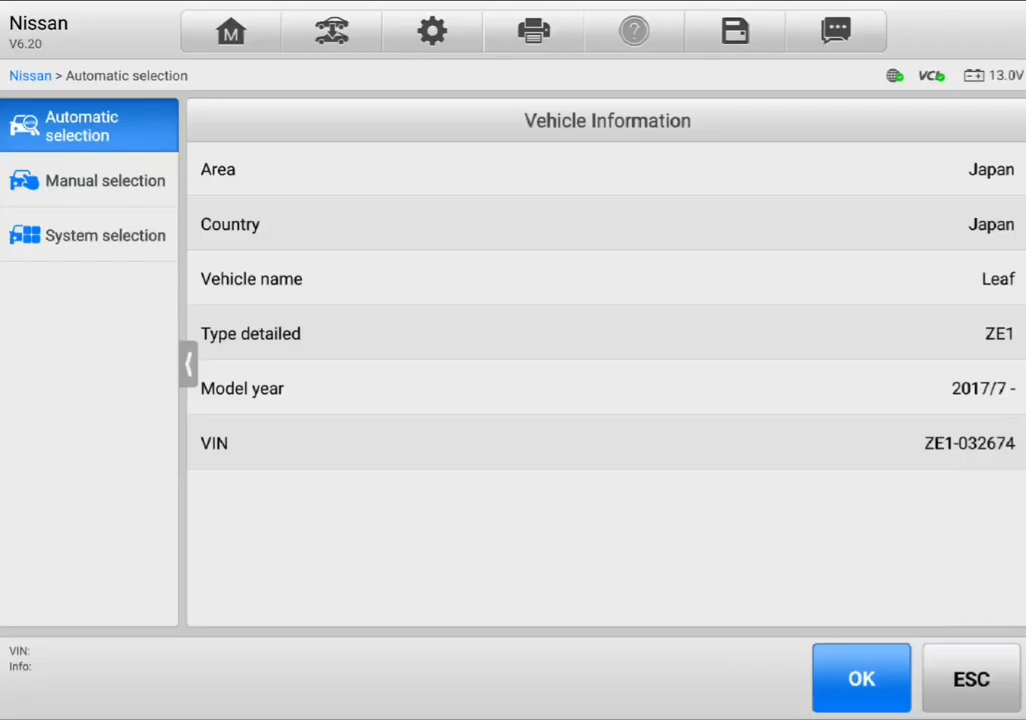 Nissan
V6.20
M
?
Nissan > Automatic selection
VCI
13.0V
Automatic
selection
Manual selection
System selection
Vehicle Information
Area
Japan
Country
Japan
Vehicle name
Leaf
Type detailed
ZE1
Model year
2017/7 -
VIN
ZE1-032674
VIN:
Info:
OK
ESC